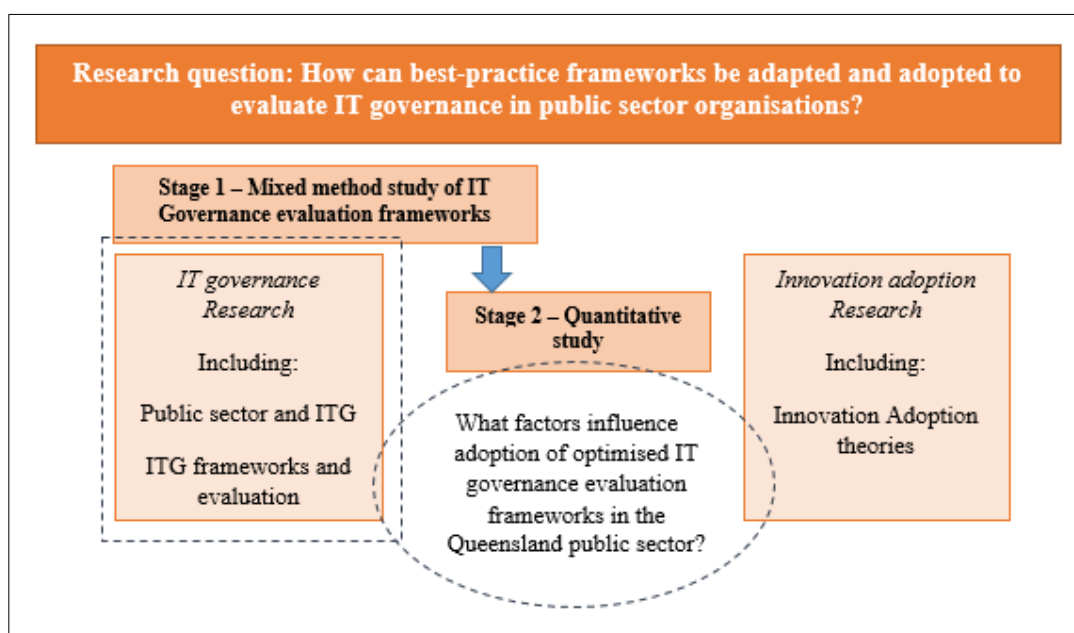 Research question: How can best-practice frameworks be adapted and adopted to
evaluate IT governance in public sector organisations?
Stage 1 – Mixed method study of IT
Governance evaluation frameworks
IT governance
Research
Including:
Public sector and ITG
ITG frameworks and
evaluation
Stage 2 – Quantitative
study
What factors influence
adoption of optimised IT
governance evaluation
frameworks in the
Queensland public sector?
Innovation adoption
Research
Including:
Innovation Adoption
theories